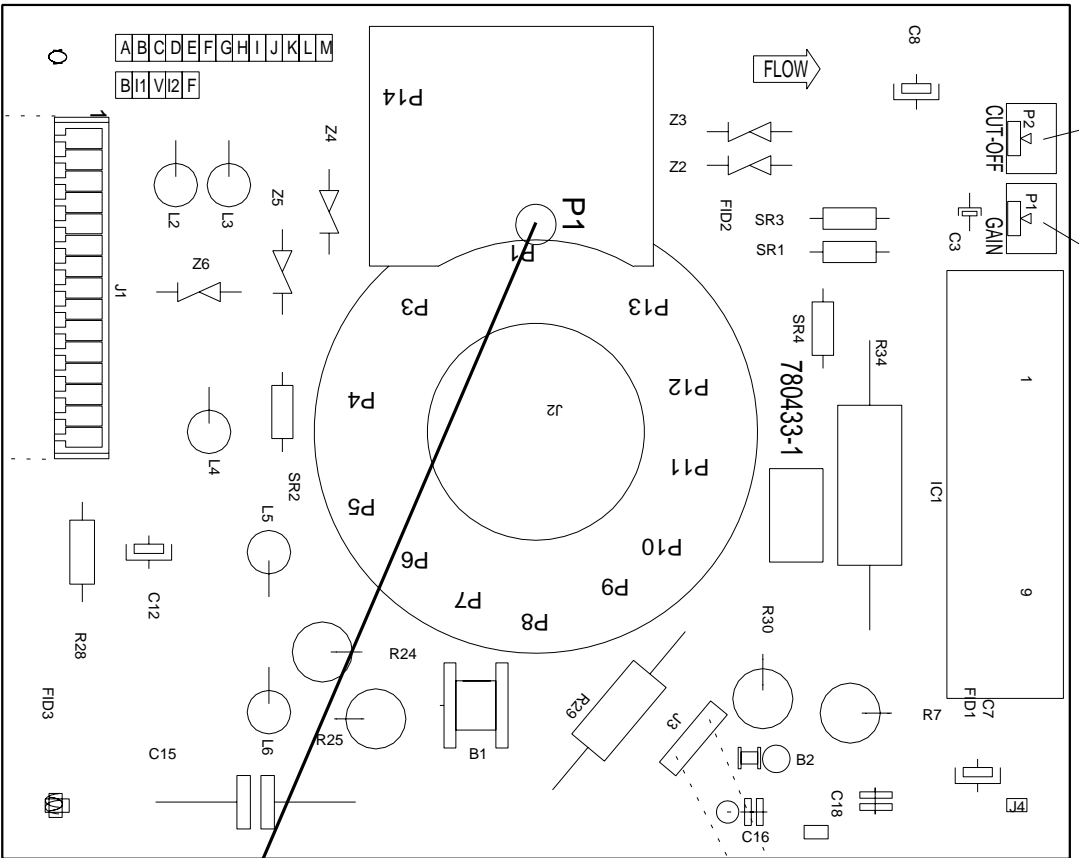 A B C D E F G H I J K L M
B I1 V I2 F
P14
FLOW
C8
P2
CUT-OFF
P1
GAIN
C3
Z3
Z2
FID2
SR3
SR1
Z4
Z5
Z6
L2
L3
1
J1
P1
P1
P3
P13
P4
P12
J2
P5
P11
P6
P10
P7
P9
P8
SR4
R34
780433-1
1
IC1
9
L4
SR2
L5
C12
R28
R24
R30
FID3
L6
R25
B1
R29
J3
R7
FID1
C7
C15
B2
C16
C18
J4